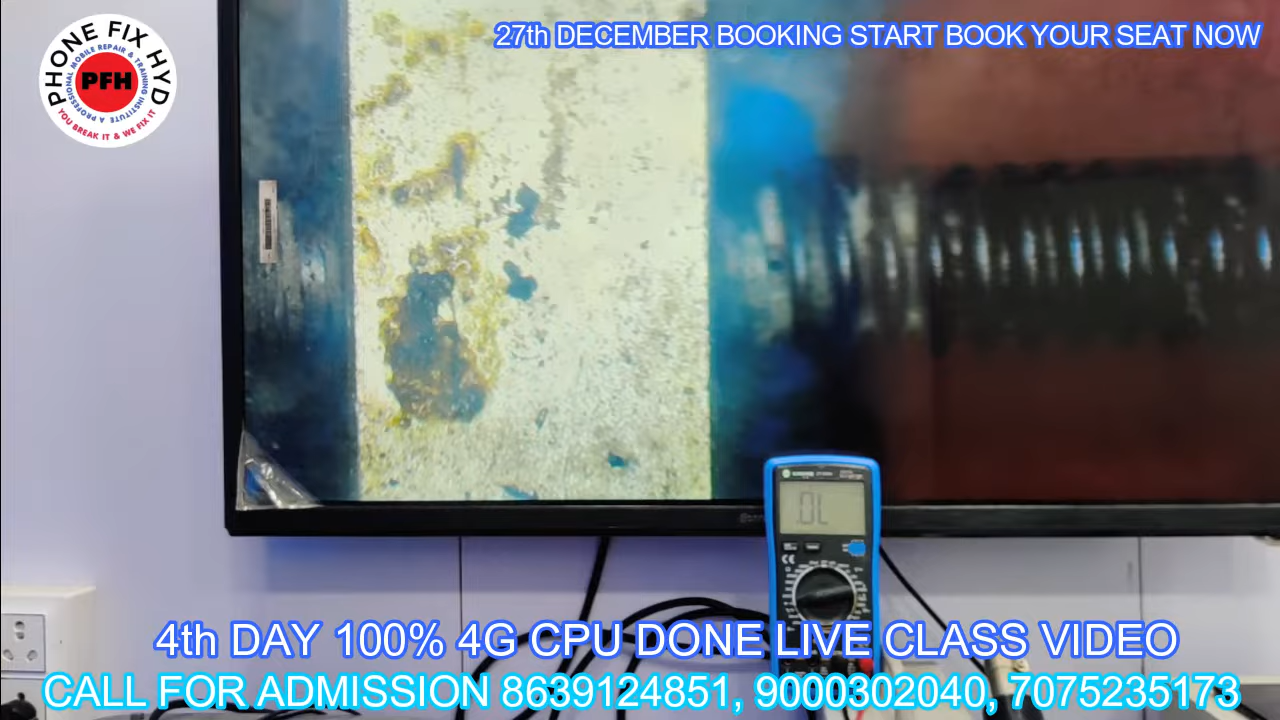 27th DECEMBER BOOKING START BOOK YOUR SEAT NOW
PHONE FIX HYD
A PROFESSIONAL MOBILE REPAIR & TRAINING INSTITUTE
PFH
YOU BREAK IT & WE FIX IT
.0L
CE
4th DAY 100% 4G CPU DONE LIVE CLASS VIDEO
CALL FOR ADMISSION 8639124851, 9000302040, 7075235173